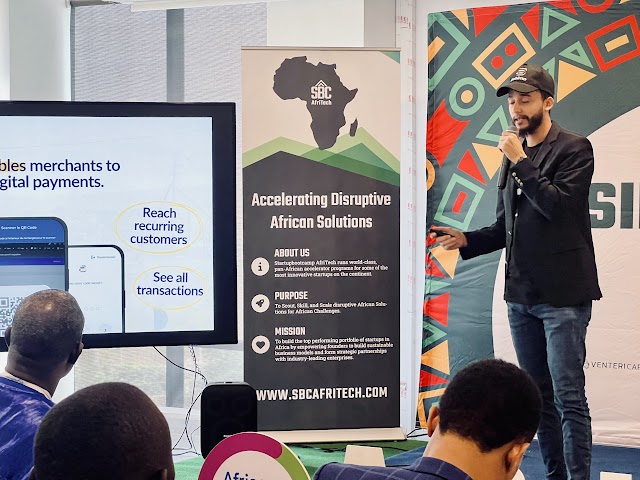 bles merchants to
gital payments.
Reach
recurring
customers
See all
transactions
SBC
AfriTech
Accelerating Disruptive
African Solutions
ABOUT US
Startupbootcamp AfriTech runs world-class,
pan-African accelerator programs for some of the
most innovative startups on the continent.
PURPOSE
To Scout, Skill, and Scale disruptive African Solu-
tions for African Challenges.
MISSION
To build the top performing portfolio of startups in
Africa by empowering founders to build sustainable
business models and form strategic partnerships
with industry-leading enterprises.
WWW.SBCAFRITECH.COM
SI
VENTERICAF
Africa